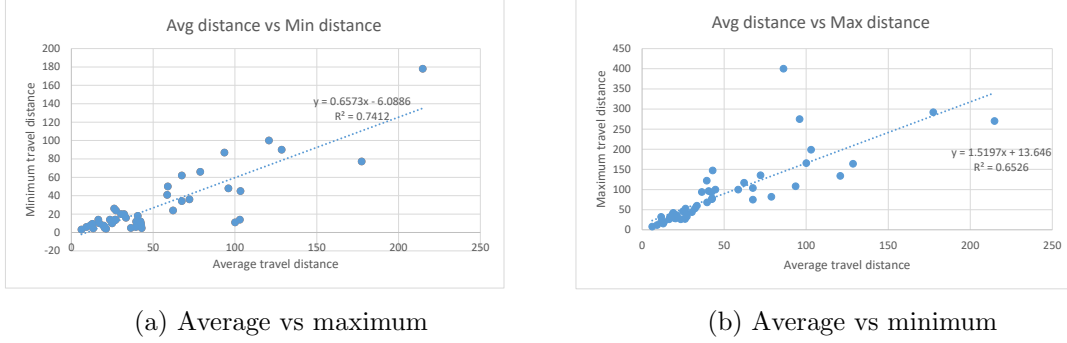 Avg distance vs Min distance
200
180
160
140
120
100
80
60
40
20
0
-20
Minimum travel distance
y = 0.6573x - 6.0886
R² = 0.7412
0
50
100
150
200
250
Average travel distance
(a) Average vs maximum
Avg distance vs Max distance
450
400
350
300
250
200
150
100
50
0
Maximum travel distance
y = 1.5197x + 13.646
R² = 0.6526
0
50
100
150
200
250
Average travel distance
(b) Average vs minimum